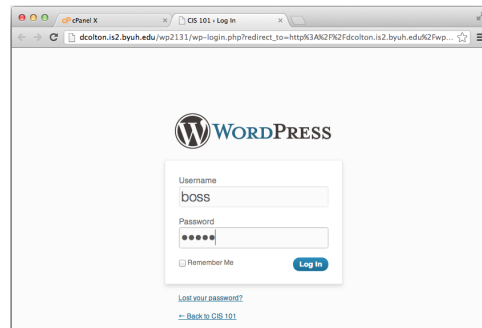 cPanel X
CIS 101 › Log In
dcolton.is2.byuh.edu/wp2131/wp-login.php?redirect_to=http%3A%2F%2Fdcolton.is2.byuh.edu%2Fwp...
WORDPRESS
Username
boss
Password
●●●●●
Remember Me
Log In
Lost your password?
← Back to CIS 101